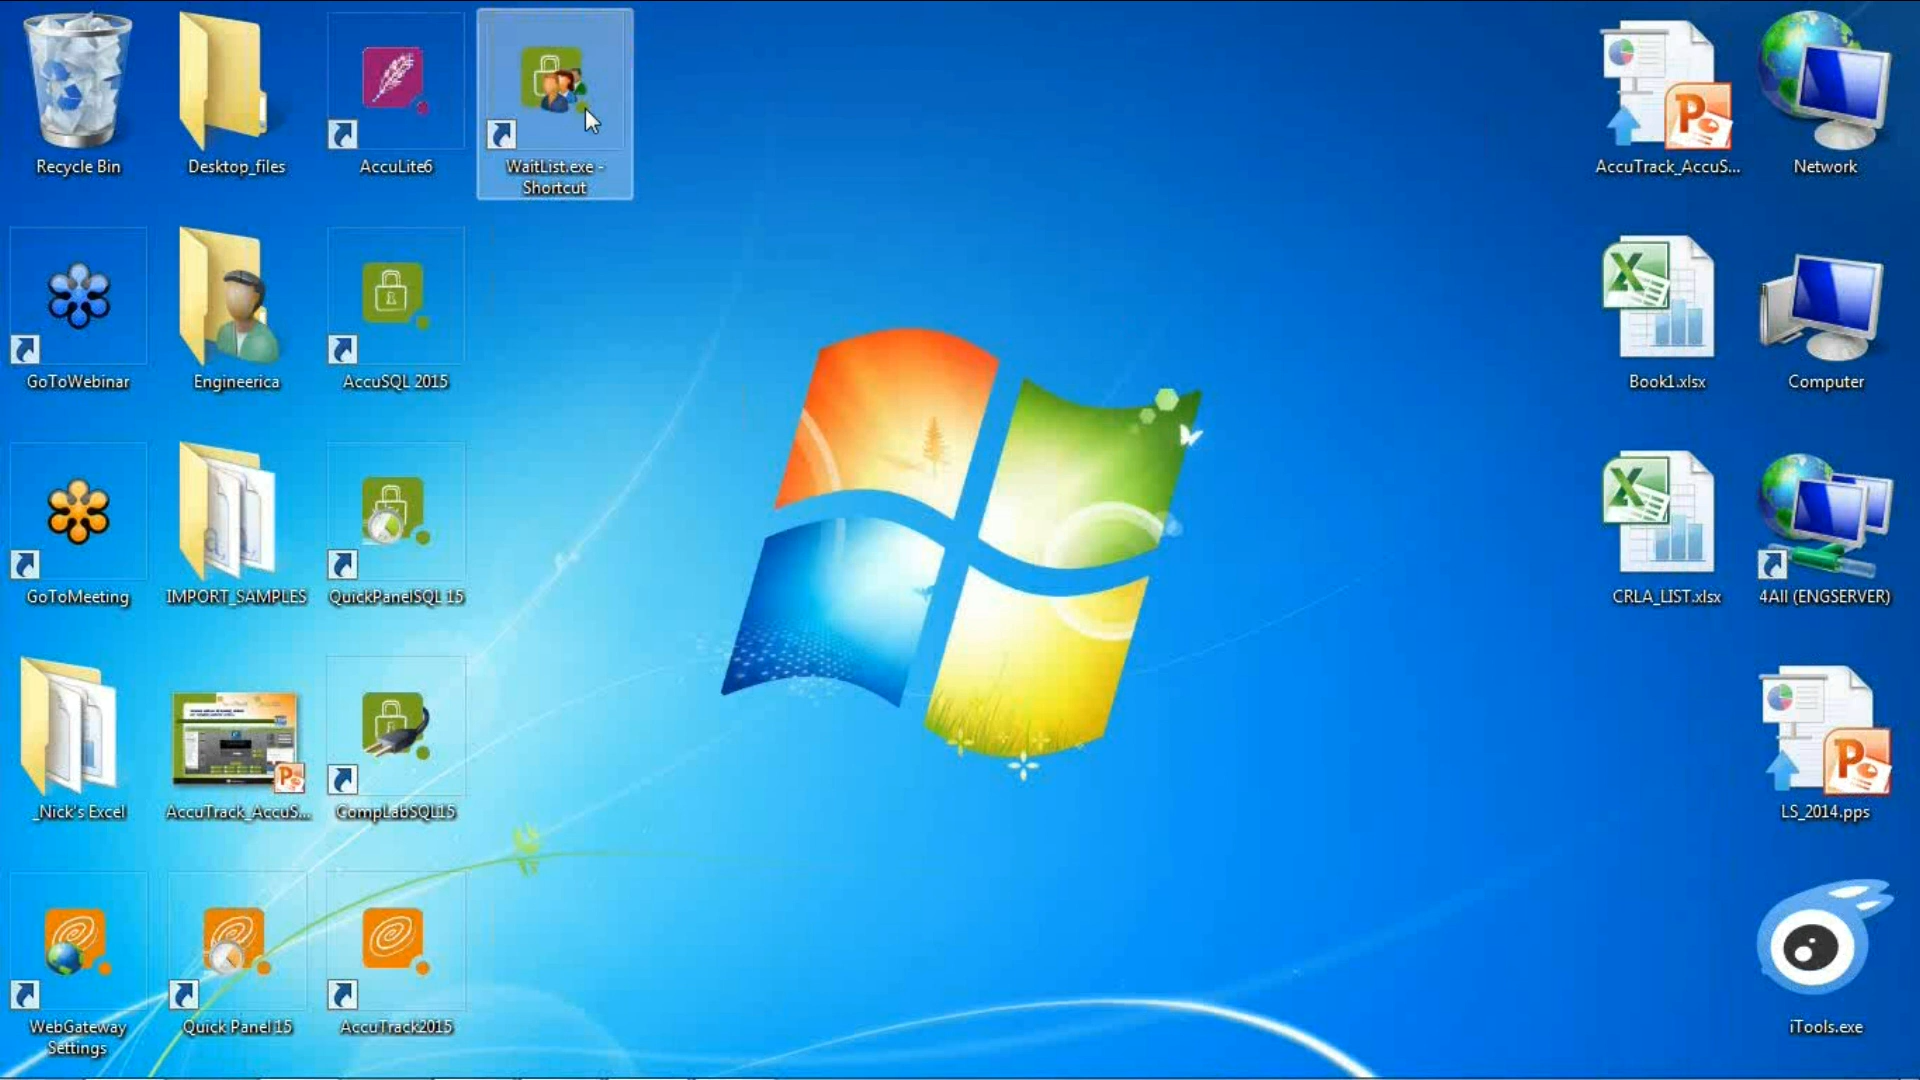 Recycle Bin
Desktop_files
AccuLite6
WaitList.exe -
Shortcut
AccuTrack_AccuS...
Network
GoToWebinar
Engineerica
AccuSQL 2015
Book1.xlsx
Computer
GoToMeeting
IMPORT_SAMPLES
QuickPanelSQL 15
CRLA_LIST.xlsx
4All (ENGSERVER)
_Nick's Excel
AccuTrack_AccuS...
CompLabSQL15
LS_2014.pps
WebGateway
Settings
Quick Panel 15
AccuTrack2015
iTools.exe